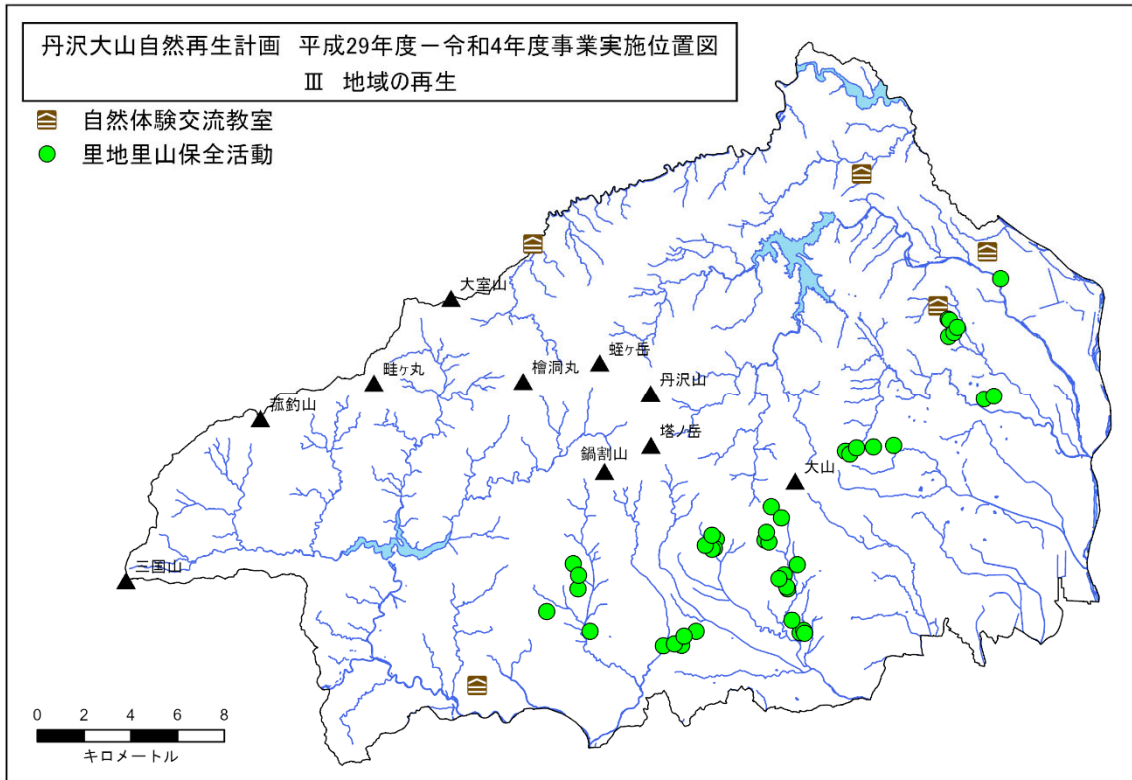 丹沢大山自然再生計画 平成29年度－令和4年度事業実施位置図
Ⅲ 地域の再生
自然体験交流教室
里地里山保全活動
大室山
畦ヶ丸
菰釣山
檜洞丸
蛭ヶ岳
丹沢山
塔ノ岳
鍋割山
大山
三国山
0 2 4 6 8
キロメートル